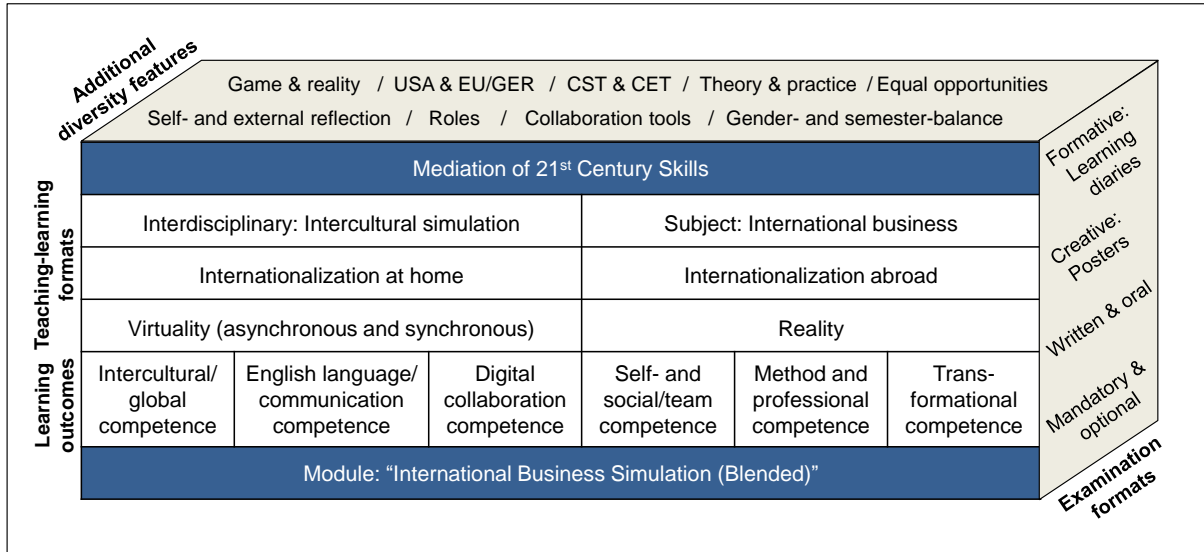 Additional
diversity features
Game & reality / USA & EU/GER / CST & CET / Theory & practice / Equal opportunities
Self- and external reflection / Roles / Collaboration tools / Gender- and semester-balance
Mediation of 21st Century Skills
Teaching-learning
formats
Interdisciplinary: Intercultural simulation
Subject: International business
Internationalization at home
Internationalization abroad
Virtuality (asynchronous and synchronous)
Reality
Learning
outcomes
Intercultural/
global
competence
English language/
communication
competence
Digital
collaboration
competence
Self- and
social/team
competence
Method and
professional
competence
Trans-
formational
competence
Module: “International Business Simulation (Blended)”
Formative:
Learning
diaries
Creative:
Posters
Written & oral
Mandatory &
optional
Examination
formats